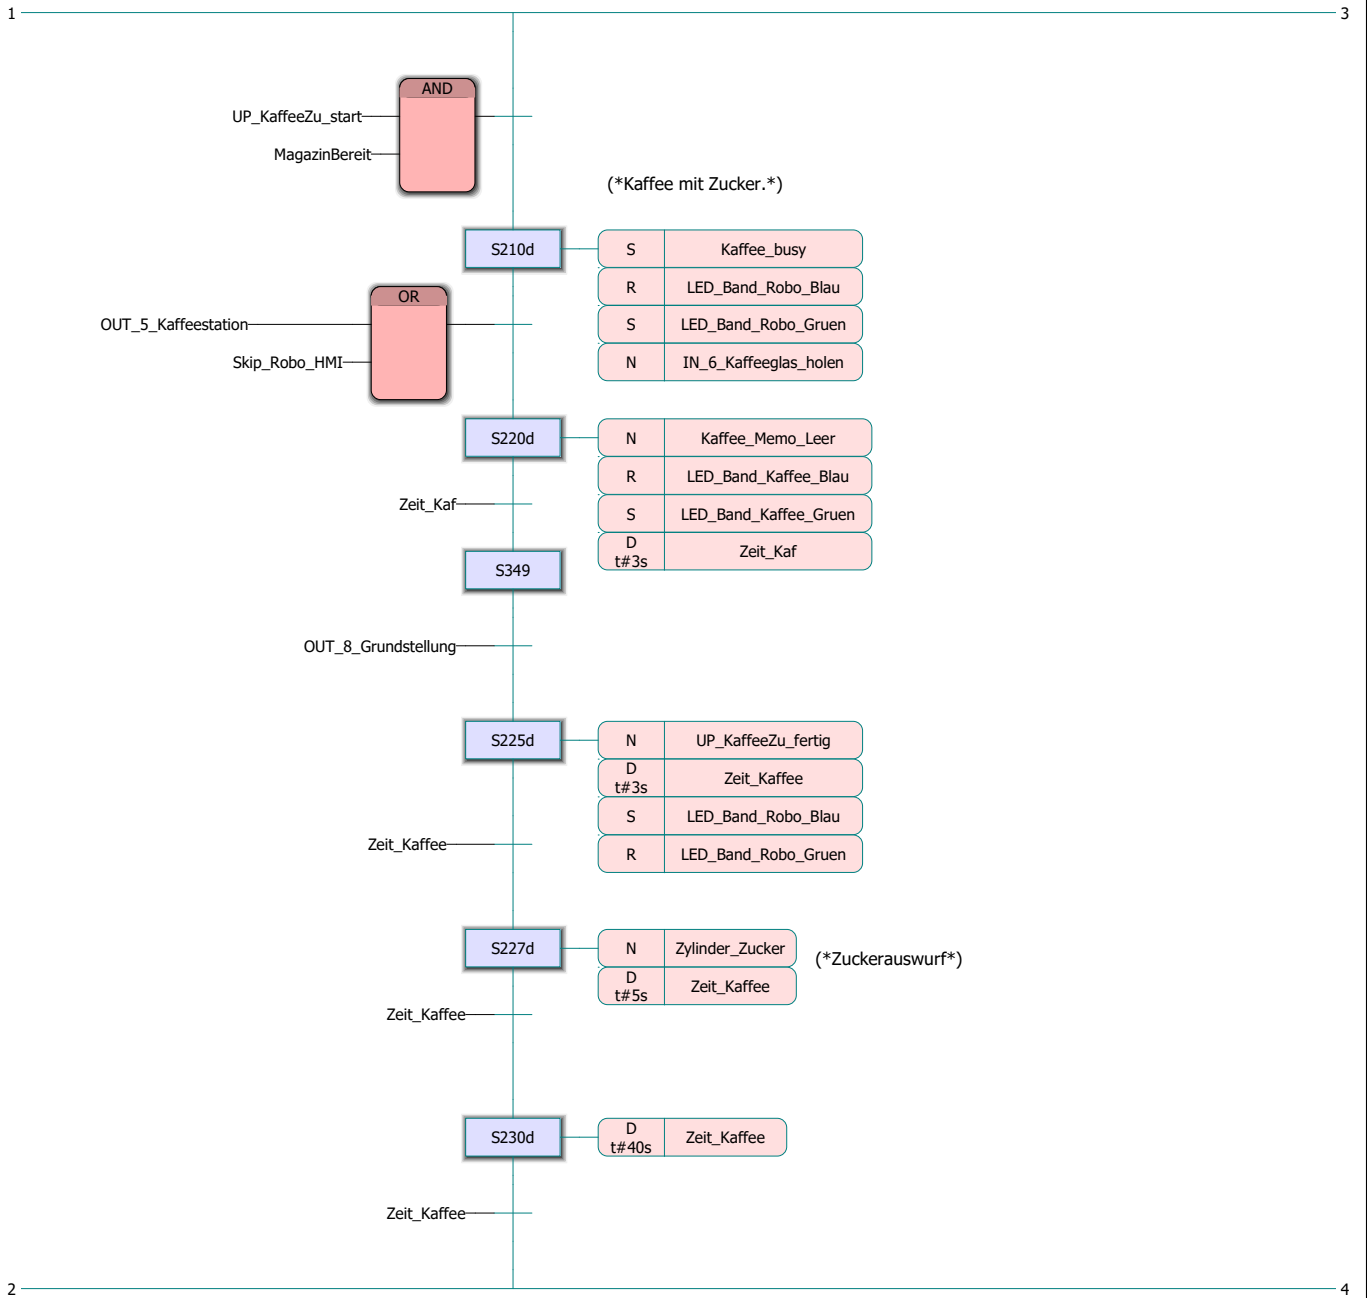 1
3
AND
UP_KaffeeZu_start
MagazinBereit
(*Kaffee mit Zucker.*)
S210d
S Kaffee_busy
R LED_Band_Robo_Blau
S LED_Band_Robo_Gruen
N IN_6_Kaffeeglas_holen
OR
OUT_5_Kaffeestation
Skip_Robo_HMI
S220d
N Kaffee_Memo_Leer
R LED_Band_Kaffee_Blau
S LED_Band_Kaffee_Gruen
D
t#3s
Zeit_Kaf
Zeit_Kaf
S349
OUT_8_Grundstellung
S225d
N UP_KaffeeZu_fertig
D
t#3s
Zeit_Kaffee
S LED_Band_Robo_Blau
R LED_Band_Robo_Gruen
Zeit_Kaffee
S227d
N Zylinder_Zucker
(*Zuckerauswurf*)
D
t#5s
Zeit_Kaffee
Zeit_Kaffee
S230d
D
t#40s
Zeit_Kaffee
Zeit_Kaffee
2
4